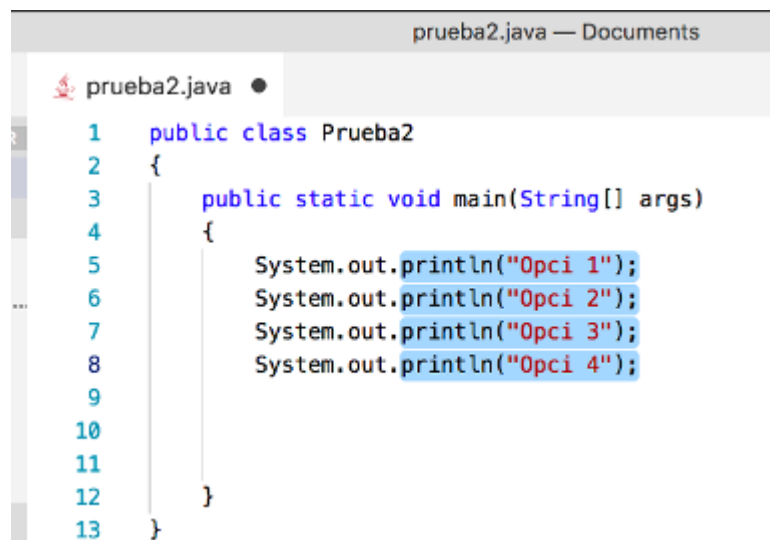 prueba2.java — Documents
prueba2.java
1 public class Prueba2
2 {
3 public static void main(String[] args)
4 {
5 System.out.println("Opci 1");
6 System.out.println("Opci 2");
7 System.out.println("Opci 3");
8 System.out.println("Opci 4");
9
10
11
12 }
13 }